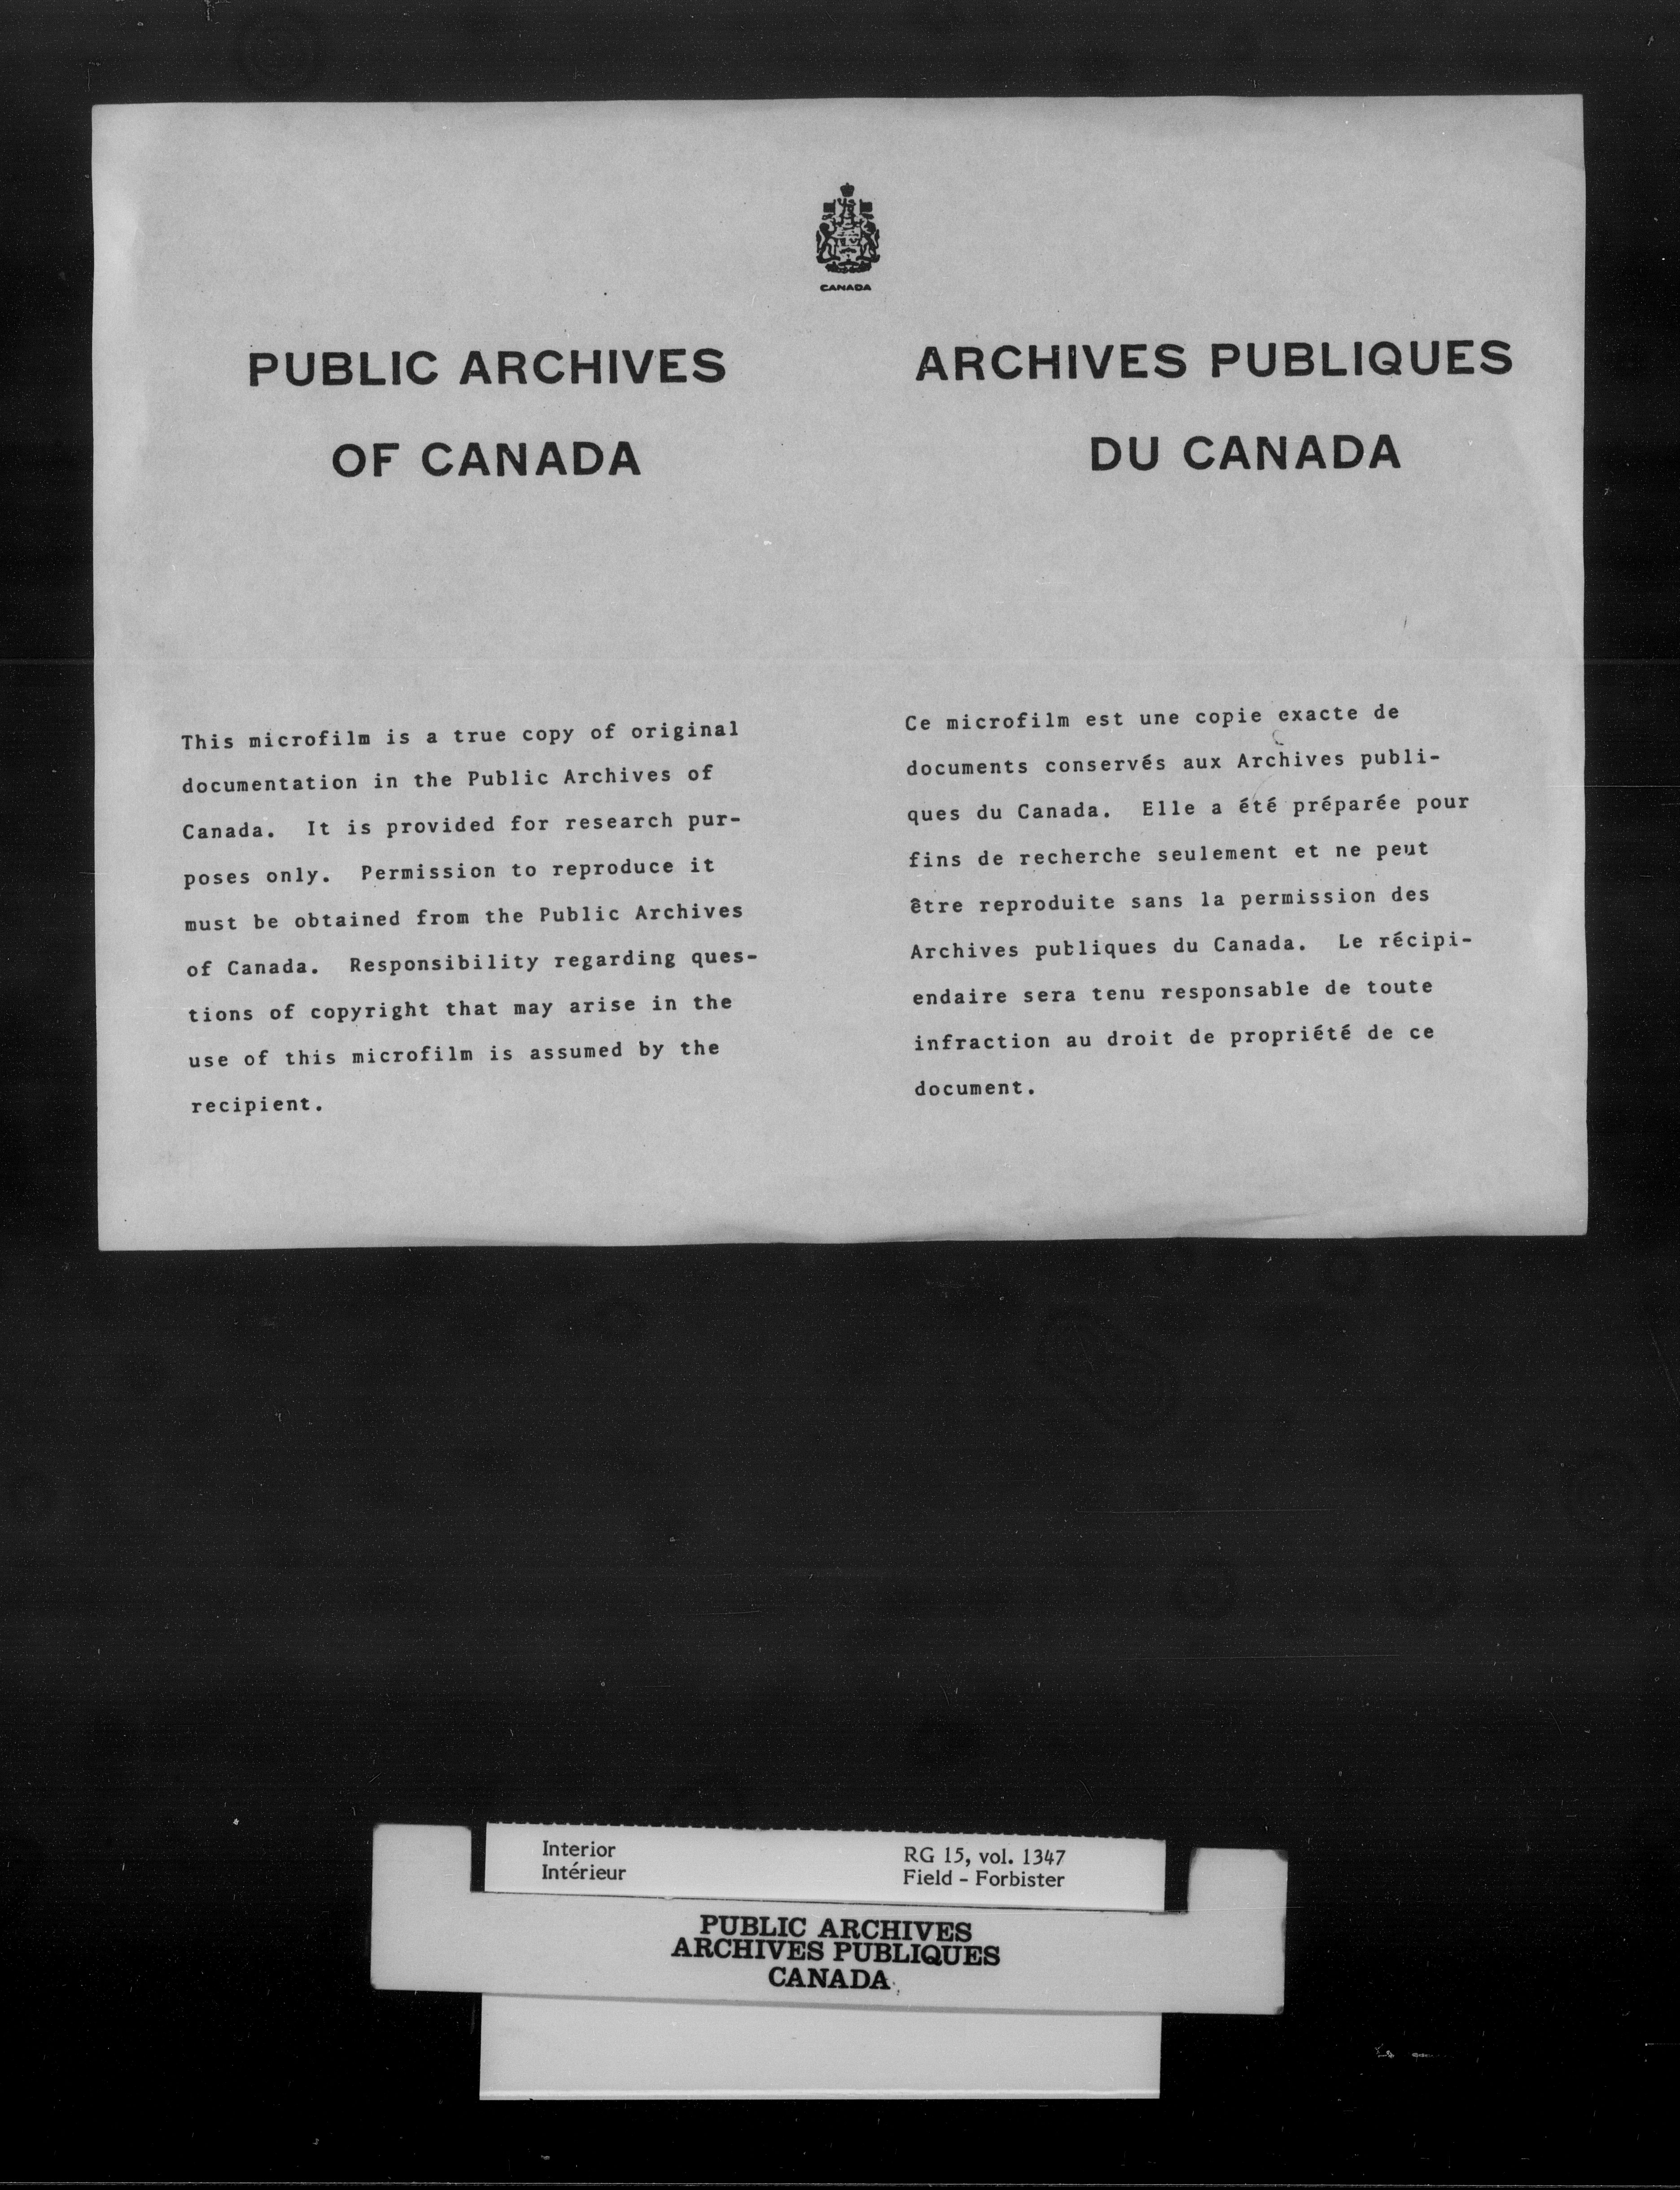 CANADA
PUBLIC ARCHIVES
OF CANADA
This microfilm is a true copy of original
documentation in the Public Archives of
Canada. It is provided for research pur-
poses only. Permission to reproduce it
must be obtained from the Public Archives
of Canada. Responsibility regarding ques-
tions of copyright that may arise in the
use of this microfilm is assumed by the
recipient.
ARCHIVES PUBLIQUES
DU CANADA
Ce microfilm est une copie exacte de
documents conservés aux Archives publi-
ques du Canada. Elle a été préparée pour
fins de recherche seulement et ne peut
être reproduite sans la permission des
Archives publiques du Canada. Le récipi-
endaire sera tenu responsable de toute
infraction au droit de propriété de ce
document.
Interior
Intérieur
RG 15, vol. 1347
Field - Forbister
PUBLIC ARCHIVES
ARCHIVES PUBLIQUES
CANADA